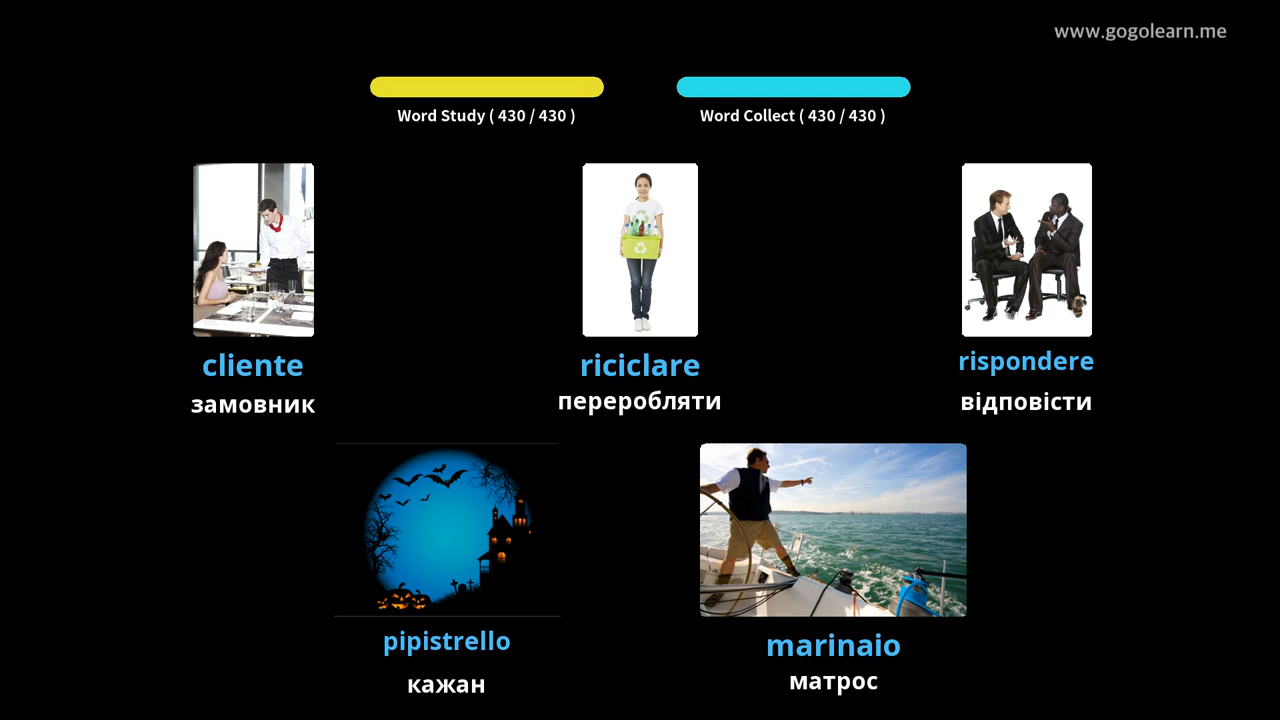 www.gogolearn.me
Word Study ( 430 / 430 )
Word Collect ( 430 / 430 )
cliente
замовник
riciclare
переробляти
rispondere
відповісти
pipistrello
кажан
marinaio
матрос